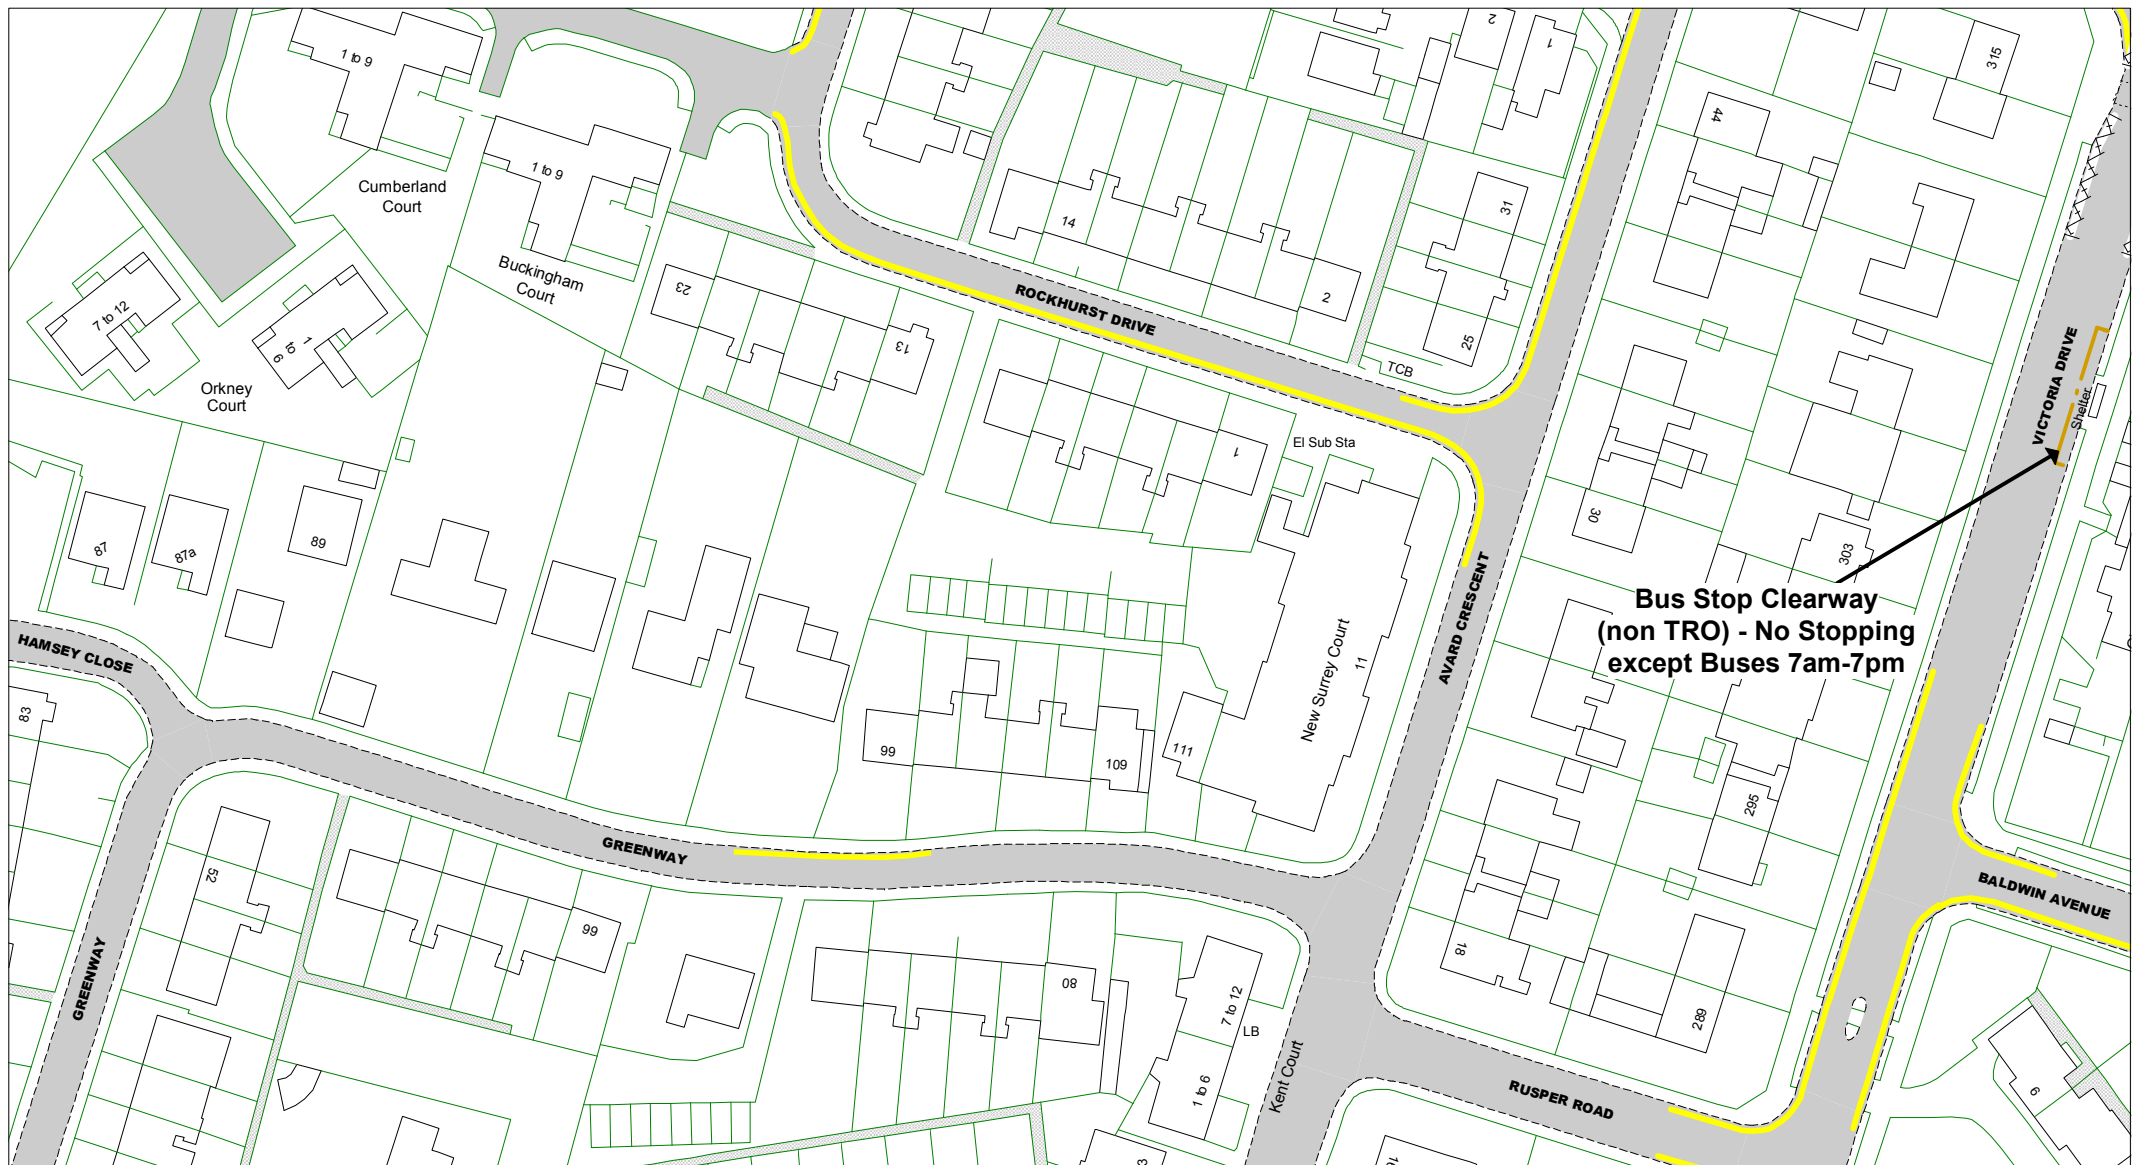 1 to 9
2
1
315
1 to 9
Cumberland
Court
44
14
31
Buckingham
Court
23
ROCKHURST DRIVE
2
7 to 12
1
to
6
13
25
TCB
VICTORIA DRIVE
Shelter
Orkney
Court
El Sub Sta
1
30
87
87a
89
303
AVARD CRESCENT
Bus Stop Clearway
(non TRO) - No Stopping
except Buses 7am-7pm
HAMSEY CLOSE
New Surrey Court
11
83
99
109
111
295
GREENWAY
52
BALDWIN AVENUE
66
18
GREENWAY
80
7 to 12
LB
289
Kent Court
1 to 6
RUSPER ROAD
6